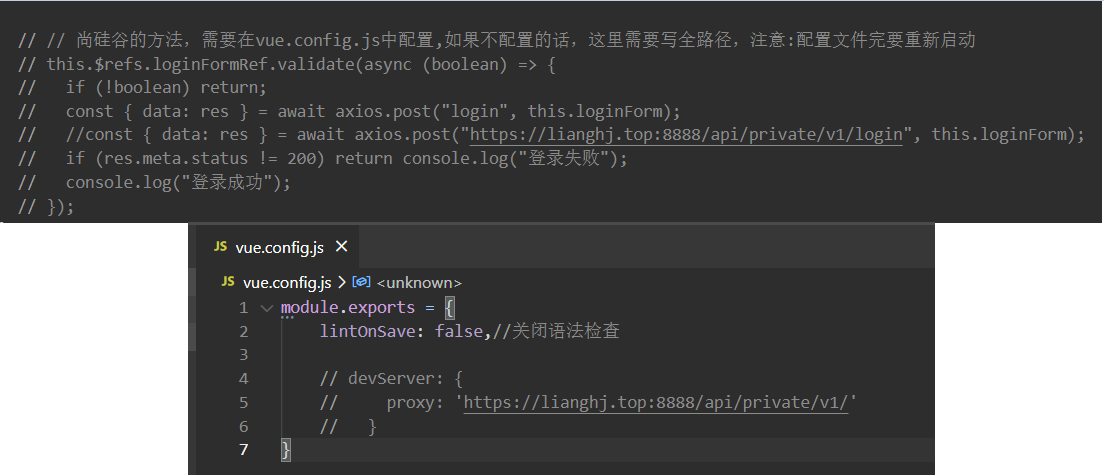 // // 尚硅谷的方法，需要在vue.config.js中配置,如果不配置的话，这里需要写全路径，注意:配置文件完要重新启动
// this.$refs.loginFormRef.validate(async (boolean) => {
//   if (!boolean) return;
//   const { data: res } = await axios.post("login", this.loginForm);
//   //const { data: res } = await axios.post("https://lianghj.top:8888/api/private/v1/login", this.loginForm);
//   if (res.meta.status != 200) return console.log("登录失败");
//   console.log("登录成功");
// });
JS vue.config.js ×
JS vue.config.js > <unknown>
1 module.exports = {
2     lintOnSave: false,//关闭语法检查
3
4     // devServer: {
5     //     proxy: 'https://lianghj.top:8888/api/private/v1/'
6     //   }
7 }